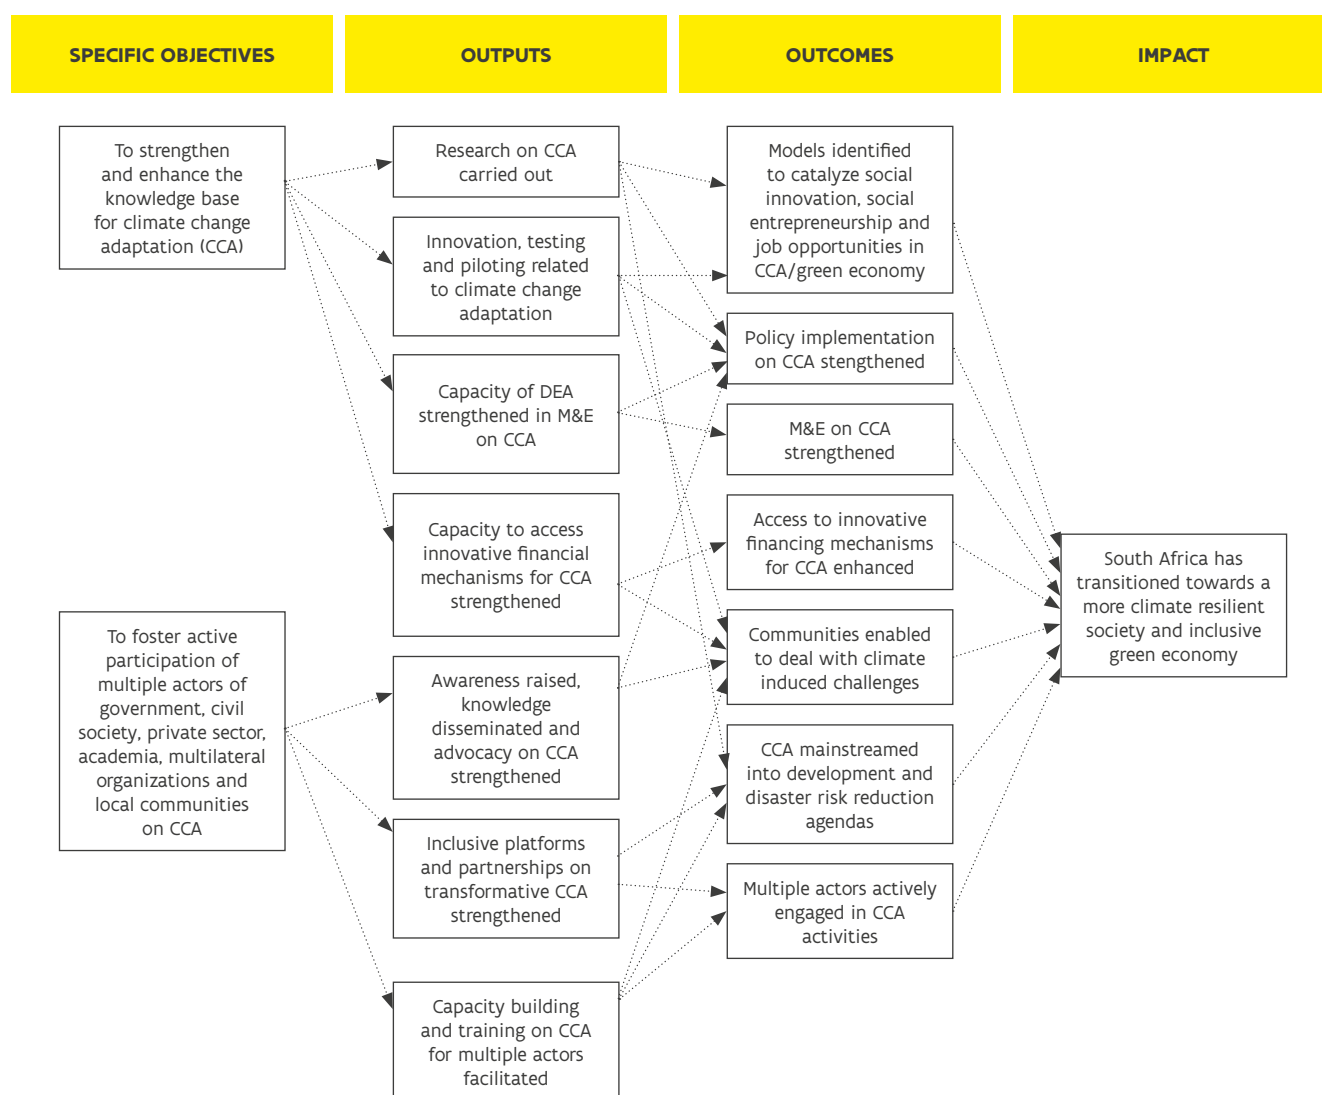 SPECIFIC OBJECTIVES
OUTPUTS
OUTCOMES
IMPACT
To strengthen
and enhance the
knowledge base
for climate change
adaptation (CCA)
To foster active
participation of
multiple actors of
government, civil
society, private sector,
academia, multilateral
organizations and
local communities
on CCA
Research on CCA
carried out
Innovation, testing
and piloting related
to climate change
adaptation
Capacity of DEA
strengthened in M&E
on CCA
Capacity to access
innovative financial
mechanisms for CCA
strengthened
Awareness raised,
knowledge
disseminated and
advocacy on CCA
strengthened
Inclusive platforms
and partnerships on
transformative CCA
strengthened
Capacity building
and training on CCA
for multiple actors
facilitated
Models identified
to catalyze social
innovation, social
entrepreneurship and
job opportunities in
CCA/green economy
Policy implementation
on CCA stengthened
M&E on CCA
strengthened
Access to innovative
financing mechanisms
for CCA enhanced
Communities enabled
to deal with climate
induced challenges
CCA mainstreamed
into development and
disaster risk reduction
agendas
Multiple actors actively
engaged in CCA
activities
South Africa has
transitioned towards a
more climate resilient
society and inclusive
green economy